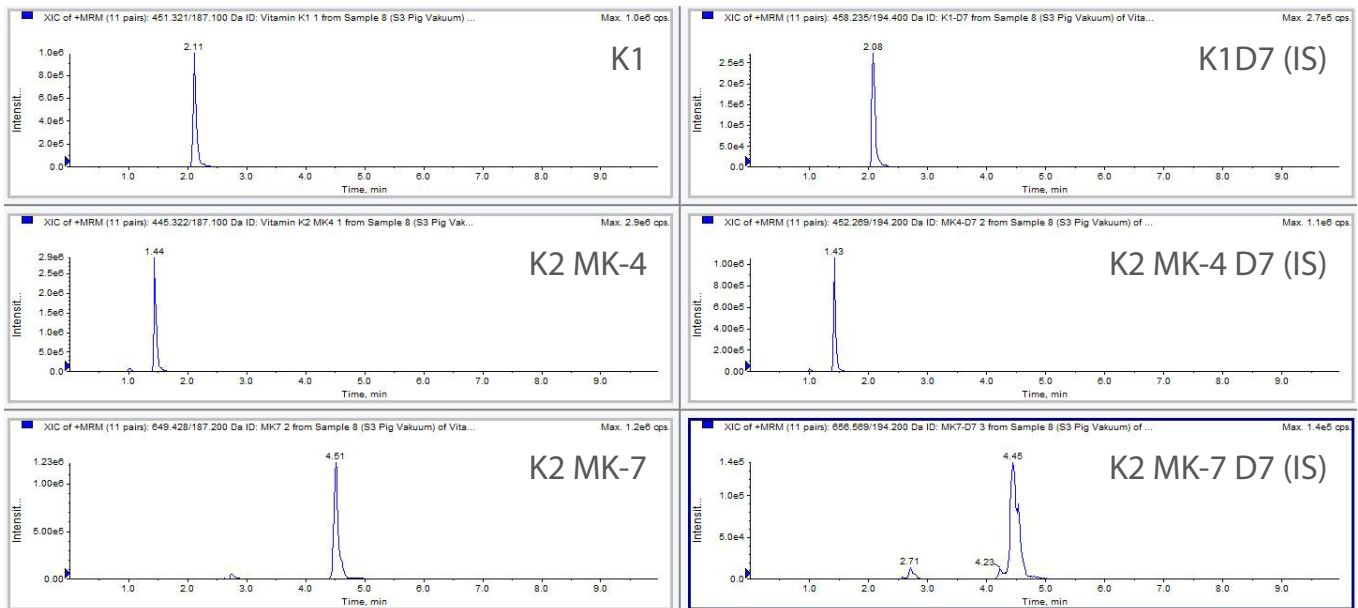 XIC of +MRM (11 pairs): 451.321/187.100 Da ID: Vitamin K1 1 from Sample 8 (S3 Pig Vakuum) ... Max. 1.0e6 cps.
K1
2.11
1.0e6
8.0e5
6.0e5
4.0e5
2.0e5
0.0
Intensit...
1.0 2.0 3.0 4.0 5.0 6.0 7.0 8.0 9.0
Time, min
XIC of +MRM (11 pairs): 458.235/194.400 Da ID: K1-D7 from Sample 8 (S3 Pig Vakuum) of Vita... Max. 2.7e5 cps.
K1D7 (IS)
2.08
2.5e5
2.0e5
1.5e5
1.0e5
5.0e4
0.0
Intensit...
1.0 2.0 3.0 4.0 5.0 6.0 7.0 8.0 9.0
Time, min
XIC of +MRM (11 pairs): 445.322/187.100 Da ID: Vitamin K2 MK4 1 from Sample 8 (S3 Pig Vak... Max. 2.9e6 cps.
K2 MK-4
1.44
2.9e6
2.5e6
2.0e6
1.5e6
1.0e6
5.0e5
0.0
Intensit...
1.0 2.0 3.0 4.0 5.0 6.0 7.0 8.0 9.0
Time, min
XIC of +MRM (11 pairs): 452.269/194.200 Da ID: MK4-D7 2 from Sample 8 (S3 Pig Vakuum) of ... Max. 1.1e6 cps.
K2 MK-4 D7 (IS)
1.43
1.00e6
8.00e5
6.00e5
4.00e5
2.00e5
0.00
Intensit...
1.0 2.0 3.0 4.0 5.0 6.0 7.0 8.0 9.0
Time, min
XIC of +MRM (11 pairs): 649.428/187.200 Da ID: MK7 2 from Sample 8 (S3 Pig Vakuum) of Vita... Max. 1.2e6 cps.
K2 MK-7
4.51
1.23e6
1.00e6
5.00e5
0.00
Intensit...
1.0 2.0 3.0 4.0 5.0 6.0 7.0 8.0 9.0
Time, min
XIC of +MRM (11 pairs): 656.569/194.200 Da ID: MK7-D7 3 from Sample 8 (S3 Pig Vakuum) of ... Max. 1.4e5 cps.
K2 MK-7 D7 (IS)
4.45
1.4e5
1.0e5
5.0e4
2.71
4.23
0.0
Intensit...
1.0 2.0 3.0 4.0 5.0 6.0 7.0 8.0 9.0
Time, min